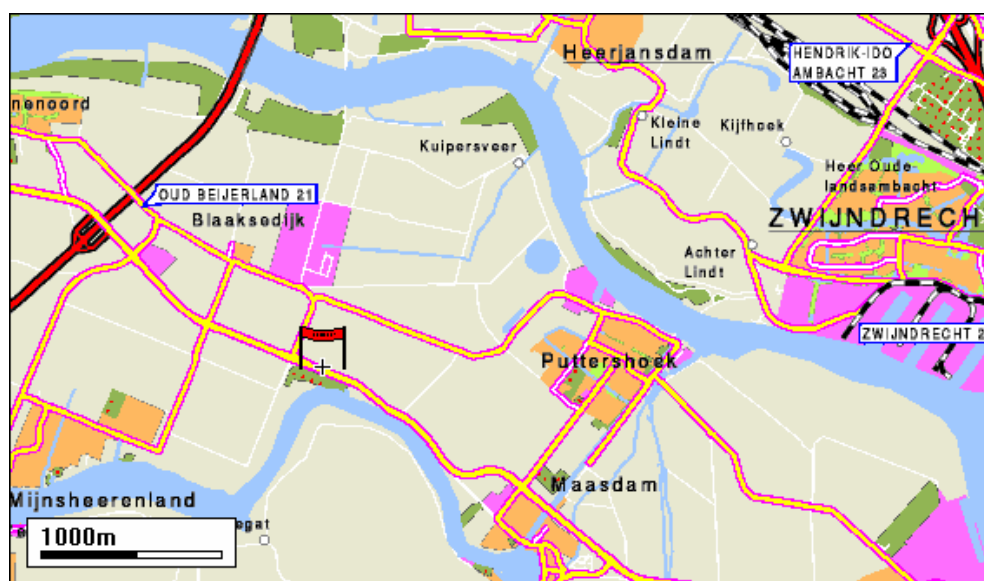 Heerjansdam
HENDRIK-IDO
AMBACHT 23
nenoord
Kleine
Lindt
Kijfhoek
Kuipersveer
Heer Oude-
landsambacht
OUD BEIJERLAND 21
Blaaksedijk
ZWIJNDRECH
Achter
Lindt
ZWIJNDRECHT 2
Puttershoek
Maasdam
Mijnsheerenland
egat
1000m